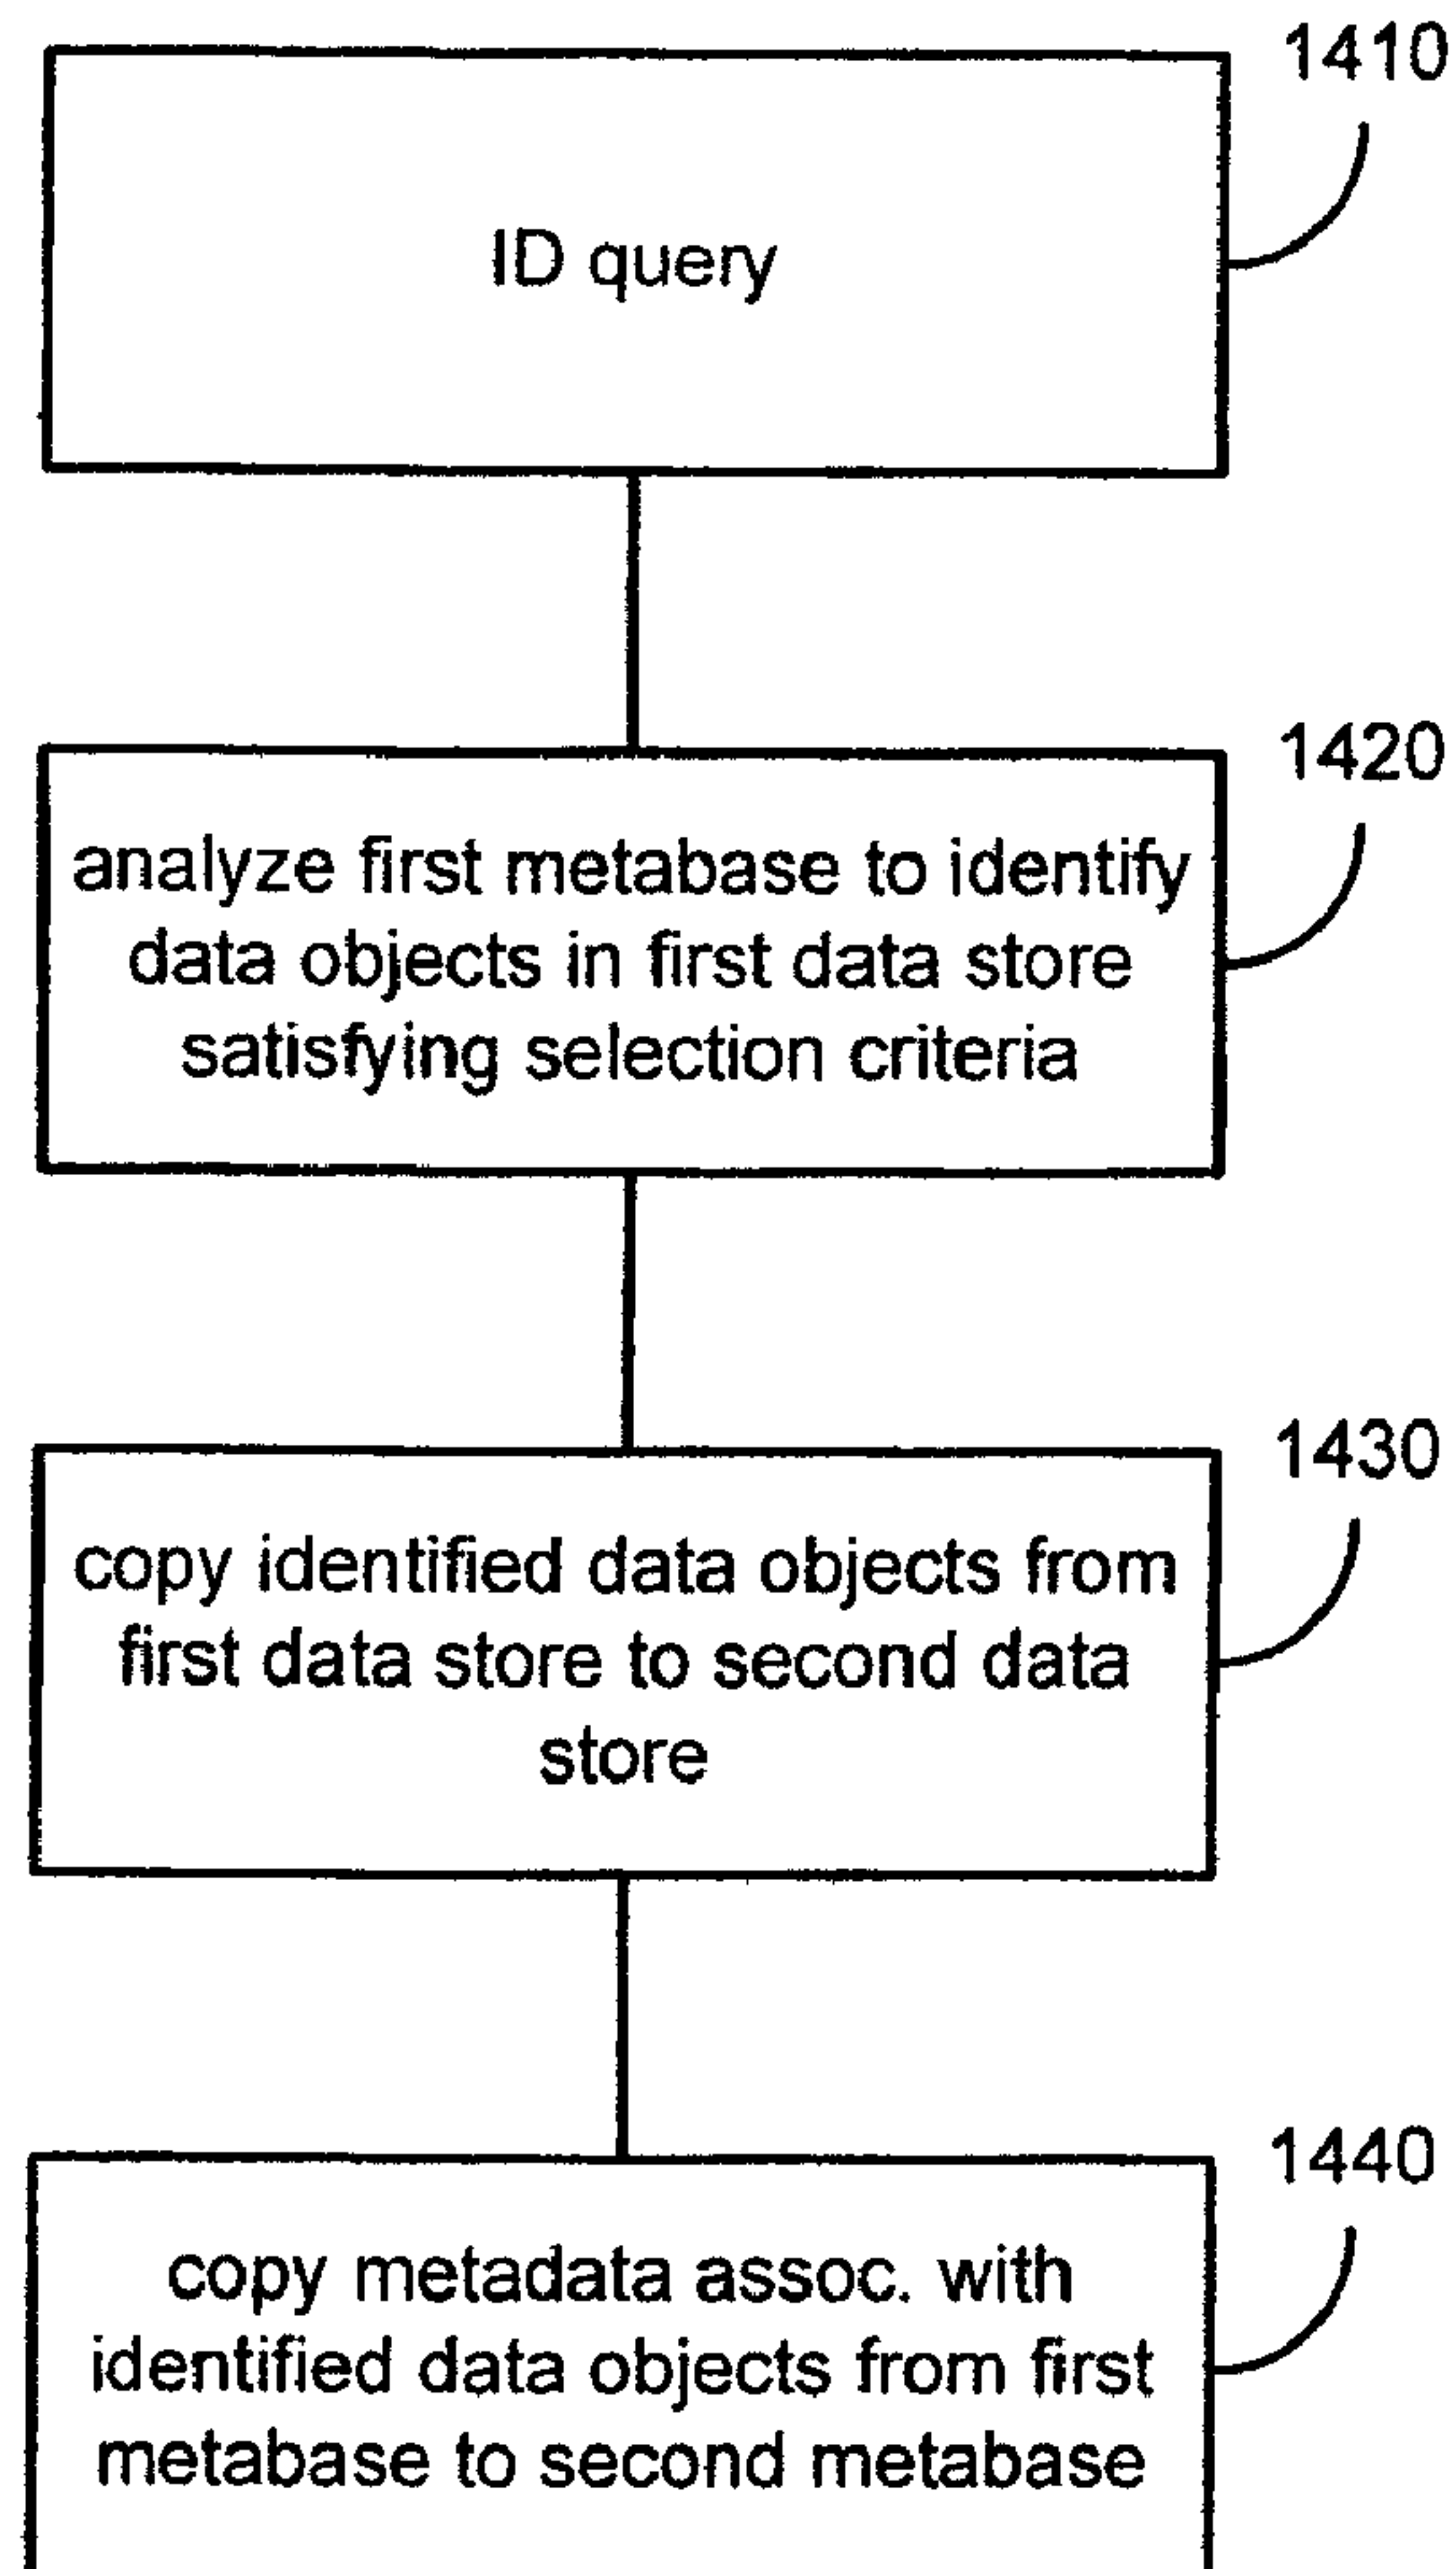 1410
ID query
1420
analyze first metabase to identify
data objects in first data store
satisfying selection criteria
1430
copy identified data objects from
first data store to second data
store
1440
copy metadata assoc. with
identified data objects from first
metabase to second metabase